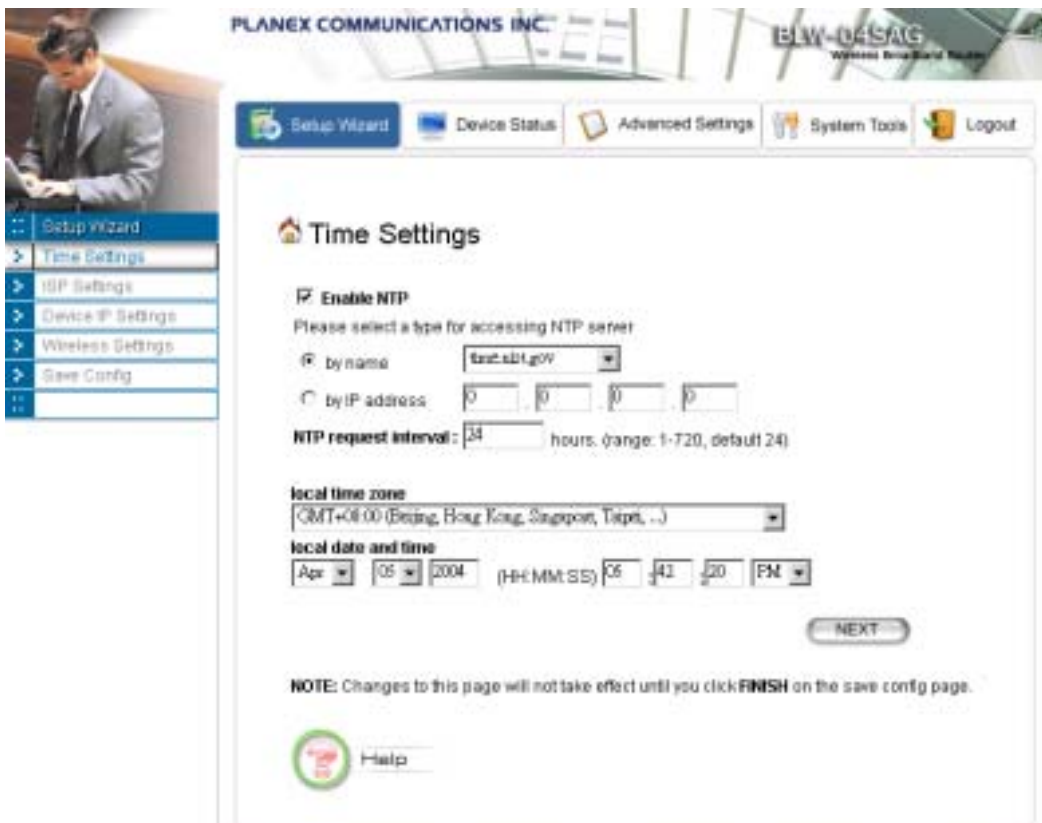 PLANEX COMMUNICATIONS INC.
BLW-04SAG
Wireless Broadband Router
Setup Wizard
Device Status
Advanced Settings
System Tools
Logout
Setup Wizard
Time Settings
ISP Settings
Device IP Settings
Wireless Settings
Save Config
Time Settings
Enable NTP
Please select a type for accessing NTP server
by name
by IP address 0 . 0 . 0 . 0
NTP request interval : 24 hours. (range: 1-720, default 24)
local time zone
GMT+08:00 (Beijing, Hong Kong, Singapore, Taipei, ...)
local date and time
Apr 05 2004 (HH:MM:SS) 05 :42 :20 PM
NEXT
NOTE: Changes to this page will not take effect until you click FINISH on the save config page.
Help